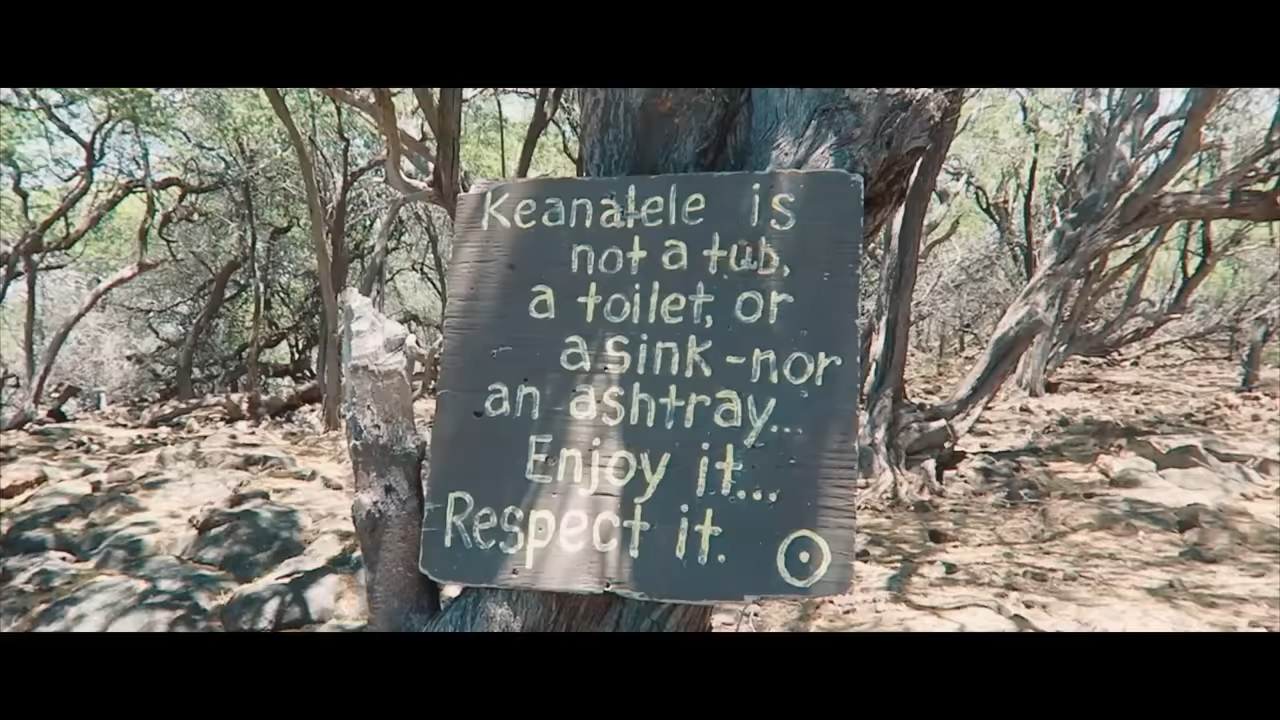 Keanalele is
not a tub,
a toilet, or
a sink - nor
an ashtray...
Enjoy it...
Respect it.